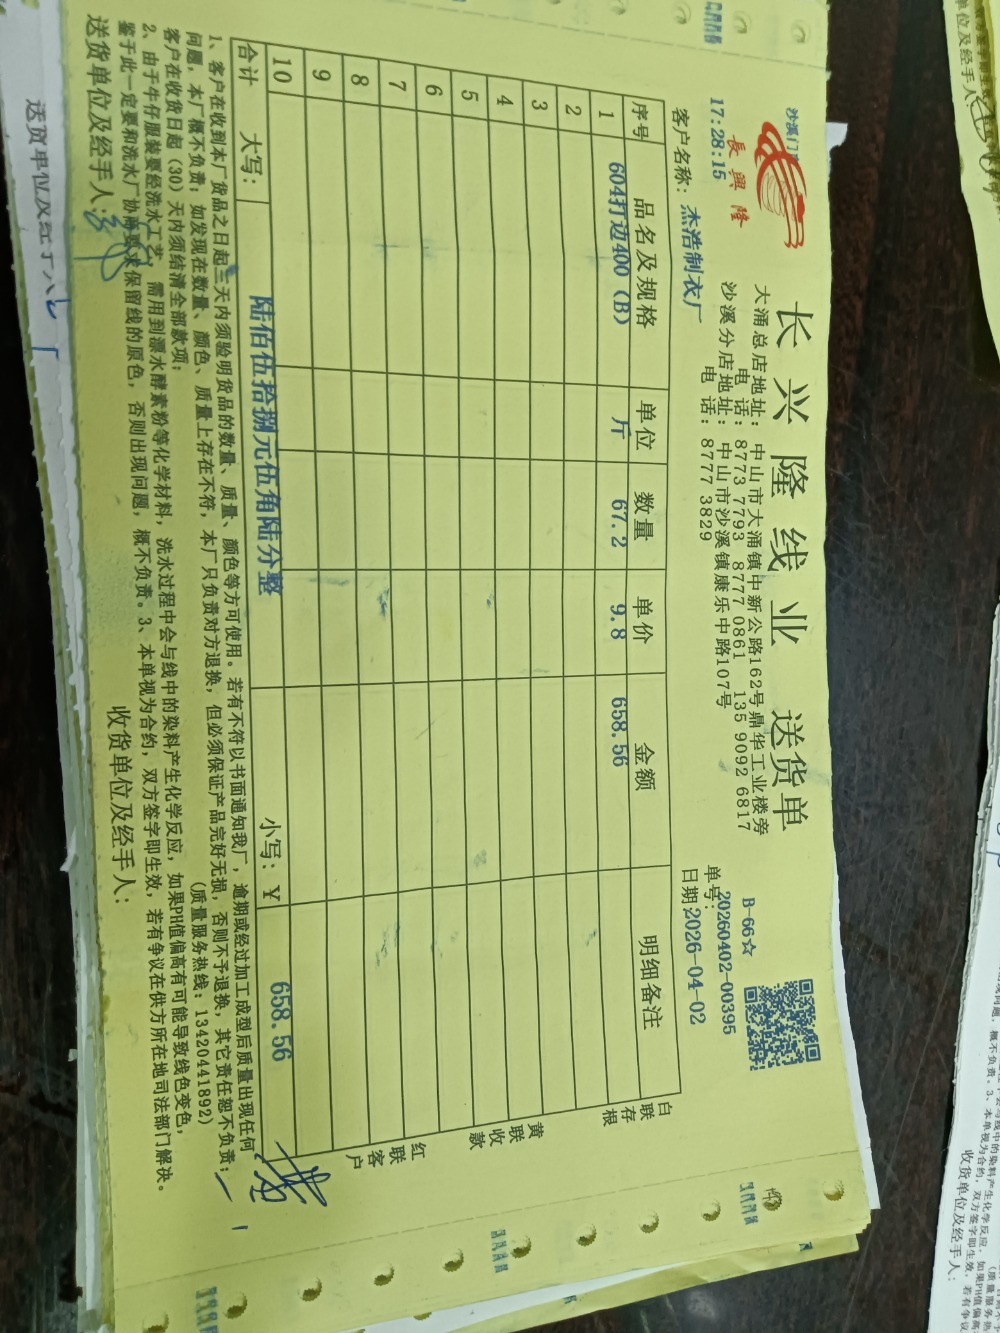 沙溪门
長興隆
17:28:15
长兴隆线业 送货单
大涌总店地址: 中山市大涌镇中新公路162号鼎华工业楼旁
电 话: 8773 7793 8777 0861 135 9092 6817
沙溪分店地址: 中山市沙溪镇康乐中路107号
电 话: 8777 3829
B-66☆
单号: 20260402-00395
日期: 2026-04-02
客户名称: 杰浩制衣厂
序号 品名及规格 单位 数量 单价 金额 明细备注
1 604打边400 (B) 斤 67.2 9.8 658.56
2
3
4
5
6
7
8
9
10
合计 大写: 陆佰伍拾捌元伍角陆分整 小写: ¥ 658.56
白联存根
黄联收款
红联客户
1、客户在收到本厂货品之日起三天内须验明货品的数量、质量、颜色等方可使用。若有不符以书面通知我厂,逾期或经过加工成型后质量出现任何
问题,本厂概不负责;如发现在数量、颜色、质量上存在不符,本厂只负责对方退换,但必须保证产品完好无损,否则不予退换,其它责任恕不负责;
客户在收货日起(30)天内须结清全部款项; (质量服务热线: 13420441892)
2、由于牛仔服装要经洗水工艺,需用到漂水酵素粉等化学材料,洗水过程中会与线中的染料产生化学反应,如果PH值偏高有可能导致线色变色,
鉴于此一定要和洗水厂协商要求保留线的原色,否则出现问题,概不负责。3、本单视为合约,双方签字即生效,若有争议在供方所在地司法部门解决。
送货单位及经手人: 收货单位及经手人:
送货单位及经手人
收货单位及经手人: